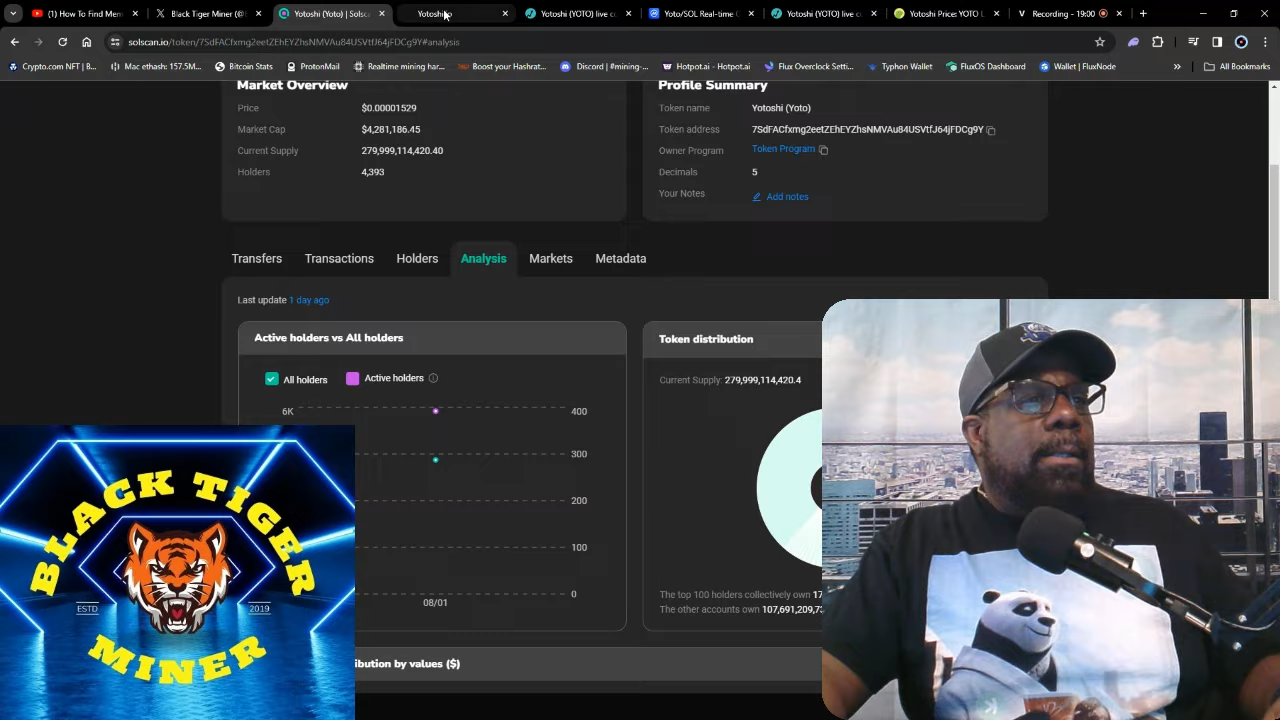 (1) How To Find Mem
Black Tiger Miner (@
Yotoshi (Yoto) | Solsc
Yotoshi
Yotoshi (YOTO) live c
Yoto/SOL Real-time
Yotoshi (YOTO) live c
Yotoshi Price: YOTO L
Recording - 19:00
solscan.io/token/7SdFACfxmg2eetZEhEYZhsNMVAu84USVtfJ64jFDCg9Y#analysis
Crypto.com NFT | B...
Mac ethash: 157.5M...
Bitcoin Stats
ProtonMail
Realtime mining har...
Boost your Hashrat...
Discord | #mining-...
Hotpot.ai - Hotpot.ai
Flux Overclock Setti...
Typhon Wallet
FluxOS Dashboard
Wallet | FluxNode
All Bookmarks
Market Overview
Price $0.00001529
Market Cap $4,281,186.45
Current Supply 279,999,114,420.40
Holders 4,393
Profile Summary
Token name Yotoshi (Yoto)
Token address 7SdFACfxmg2eetZEhEYZhsNMVAu84USVtfJ64jFDCg9Y
Owner Program Token Program
Decimals 5
Your Notes Add notes
Transfers Transactions Holders Analysis Markets Metadata
Last update 1 day ago
Active holders vs All holders
All holders Active holders
6K 400
300
200
100
0
08/01
Token distribution
Current Supply: 279,999,114,420.4
The top 100 holders collectively own 17
The other accounts own 107,691,209,73
ibution by values ($)
BLACK TIGER
ESTD 2019
MINER